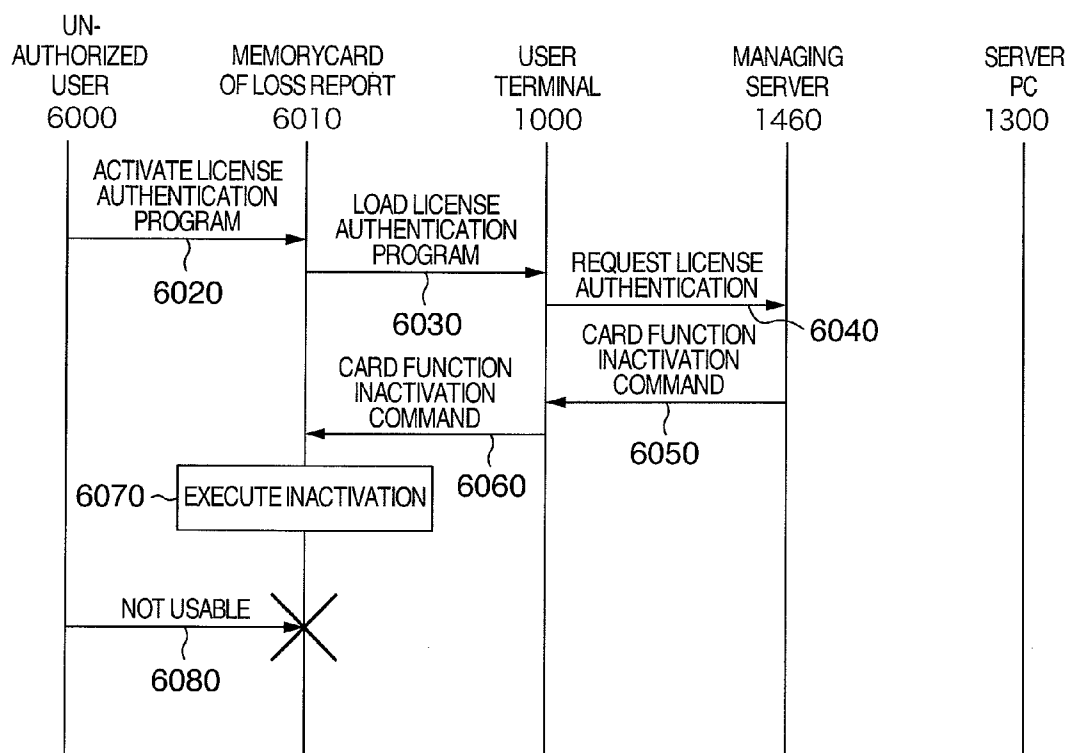 UN-
AUTHORIZED
USER
6000
MEMORYCARD
OF LOSS REPORT
6010
USER
TERMINAL
1000
MANAGING
SERVER
1460
SERVER
PC
1300
ACTIVATE LICENSE
AUTHENTICATION
PROGRAM
6020
LOAD LICENSE
AUTHENTICATION
PROGRAM
6030
REQUEST LICENSE
AUTHENTICATION
6040
CARD FUNCTION
INACTIVATION
COMMAND
6050
CARD FUNCTION
INACTIVATION
COMMAND
6060
6070
EXECUTE INACTIVATION
NOT USABLE
6080